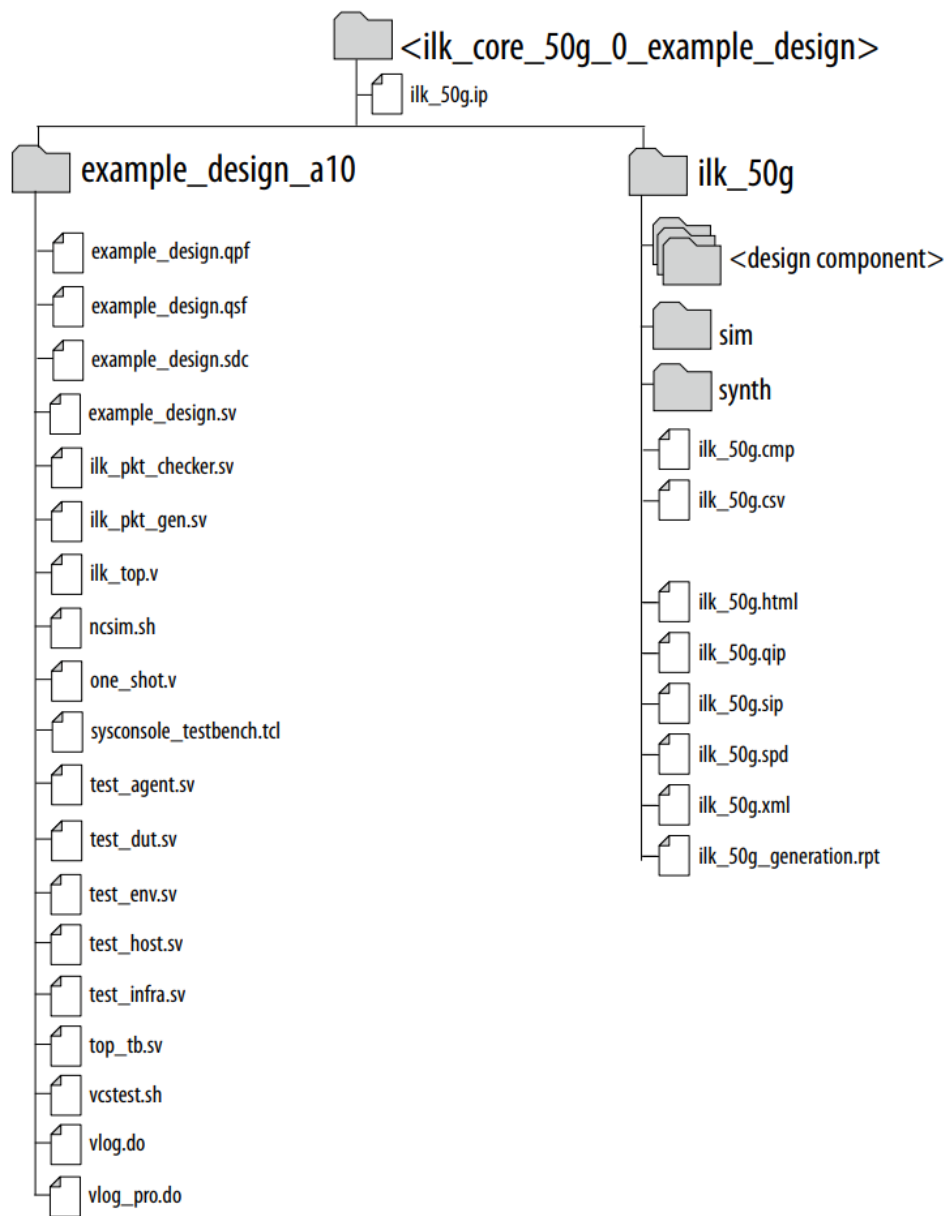 <ilk_core_50g_0_example_design>
ilk_50g.ip
example_design_a10
example_design.qpf
example_design.qsf
example_design.sdc
example_design.sv
ilk_pkt_checker.sv
ilk_pkt_gen.sv
ilk_top.v
ncsim.sh
one_shot.v
sysconsole_testbench.tcl
test_agent.sv
test_dut.sv
test_env.sv
test_host.sv
test_infra.sv
top_tb.sv
vcstest.sh
vlog.do
vlog_pro.do
ilk_50g
<design component>
sim
synth
ilk_50g.cmp
ilk_50g.csv
ilk_50g.html
ilk_50g.qip
ilk_50g.sip
ilk_50g.spd
ilk_50g.xml
ilk_50g_generation.rpt